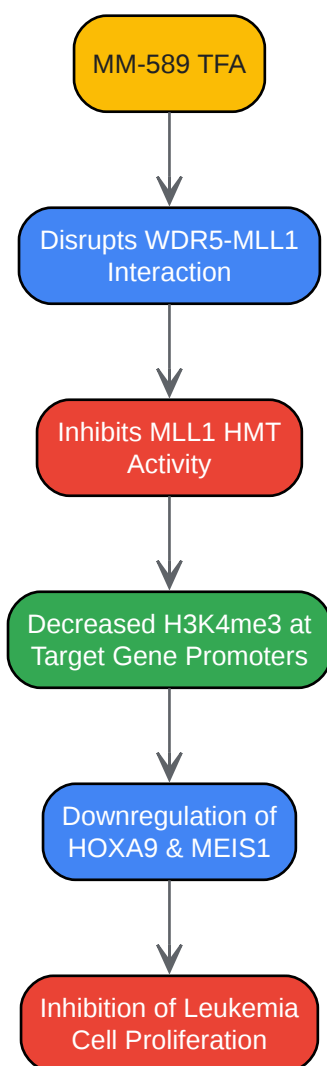 MM-589 TFA
Disrupts WDR5-MLL1
Interaction
Inhibits MLL1 HMT
Activity
Decreased H3K4me3 at
Target Gene Promoters
Downregulation of
HOXA9 & MEIS1
Inhibition of Leukemia
Cell Proliferation